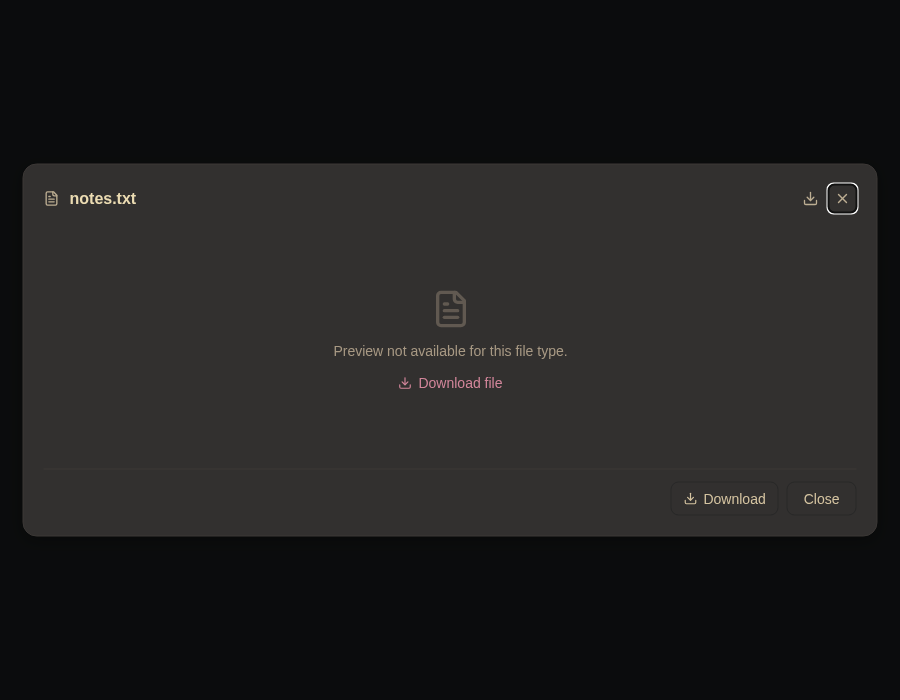 notes.txt
Preview not available for this file type.
Download file
Download
Close